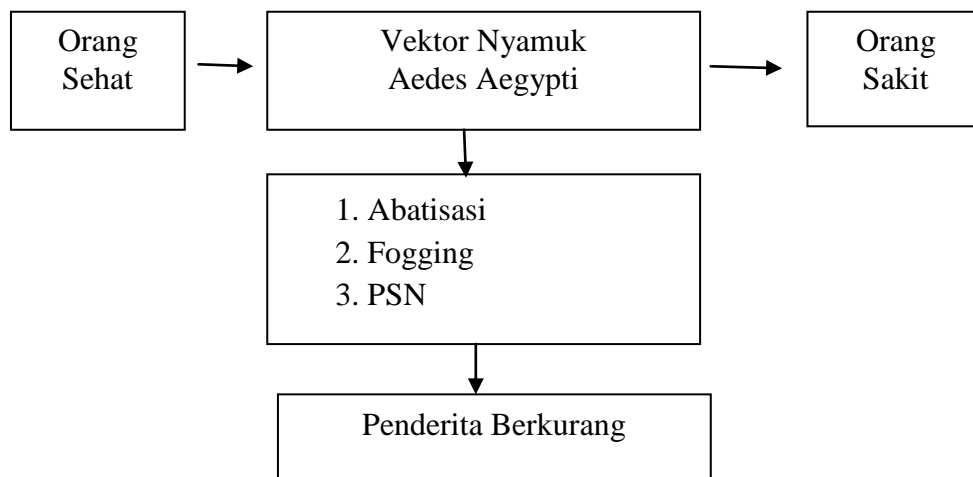 Orang
Sehat
Vektor Nyamuk
Aedes Aegypti
Orang
Sakit
1. Abatisasi
2. Fogging
3. PSN
Penderita Berkurang